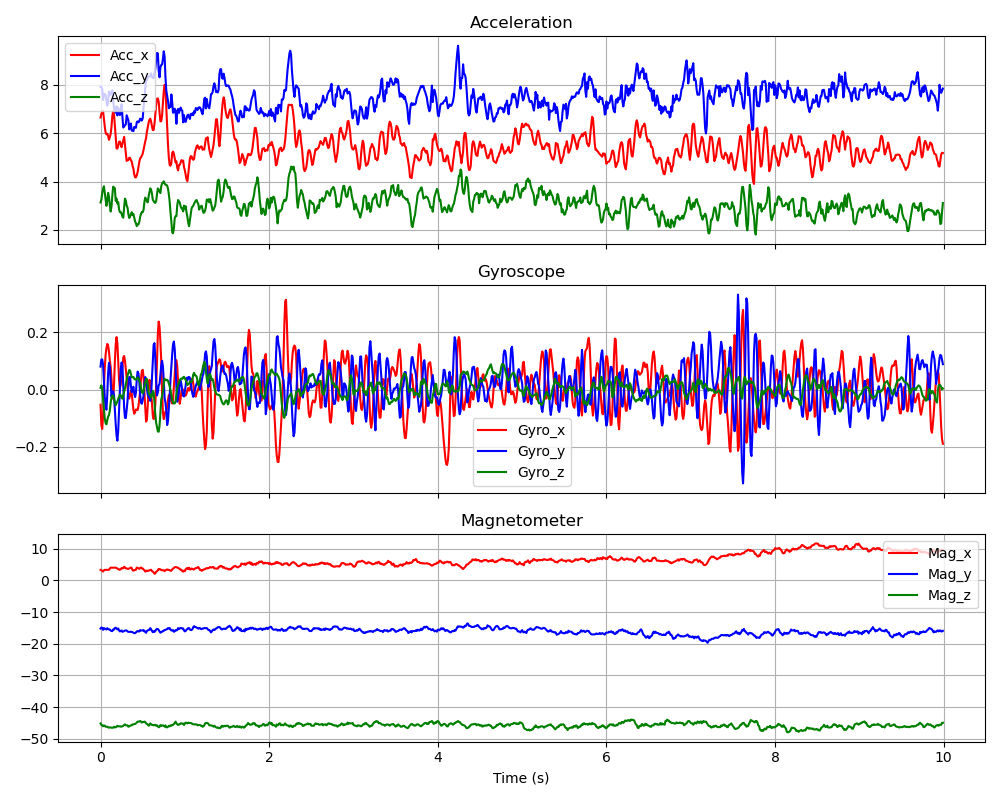 Acceleration
Acc_x
Acc_y
Acc_z
8
6
4
2
Gyroscope
0.2
0.0
−0.2
Gyro_x
Gyro_y
Gyro_z
Magnetometer
10
0
−10
−20
−30
−40
−50
Mag_x
Mag_y
Mag_z
0 2 4 6 8 10
Time (s)